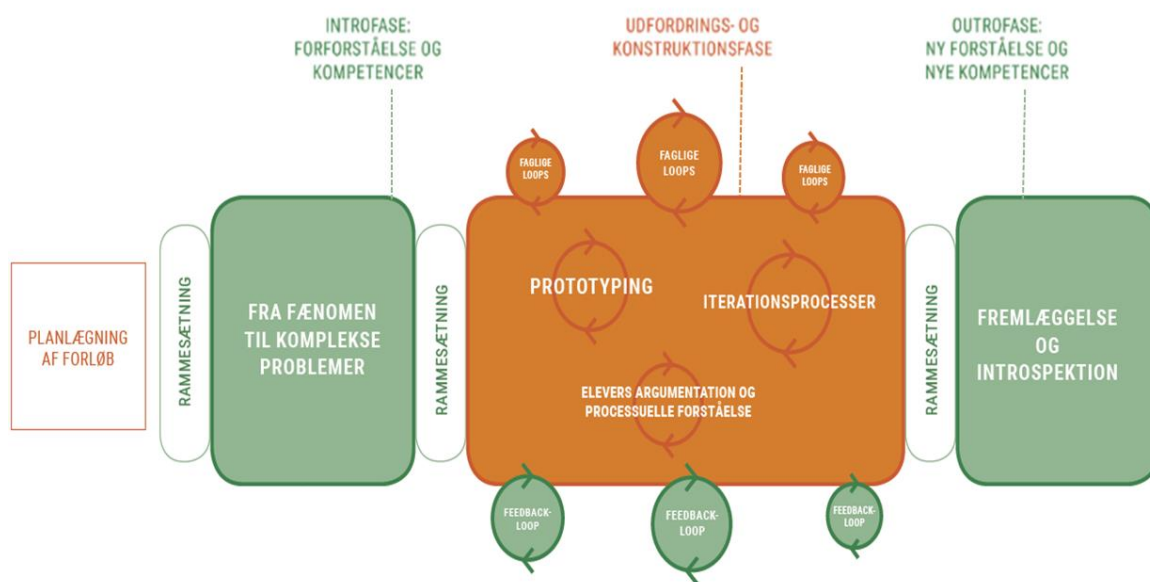 INTROFASE:
FORFORSTÅELSE OG
KOMPETENCER
UDFORDRINGS- OG
KONSTRUKTIONSFASE
OUTROFASE:
NY FORSTÅELSE OG
NYE KOMPETENCER
FAGLIGE
LOOPS
FAGLIGE
LOOPS
FAGLIGE
LOOPS
PLANLÆGNING
AF FORLØB
RAMMESÆTNING
FRA FÆNOMEN
TIL KOMPLEKSE
PROBLEMER
RAMMESÆTNING
PROTOTYPING
ITERATIONSPROCESSER
ELEVERS ARGUMENTATION OG
PROCESSUELLE FORSTÅELSE
RAMMESÆTNING
FREMLÆGGELSE
OG
INTROSPEKTION
FEEDBACK-
LOOP
FEEDBACK-
LOOP
FEEDBACK-
LOOP